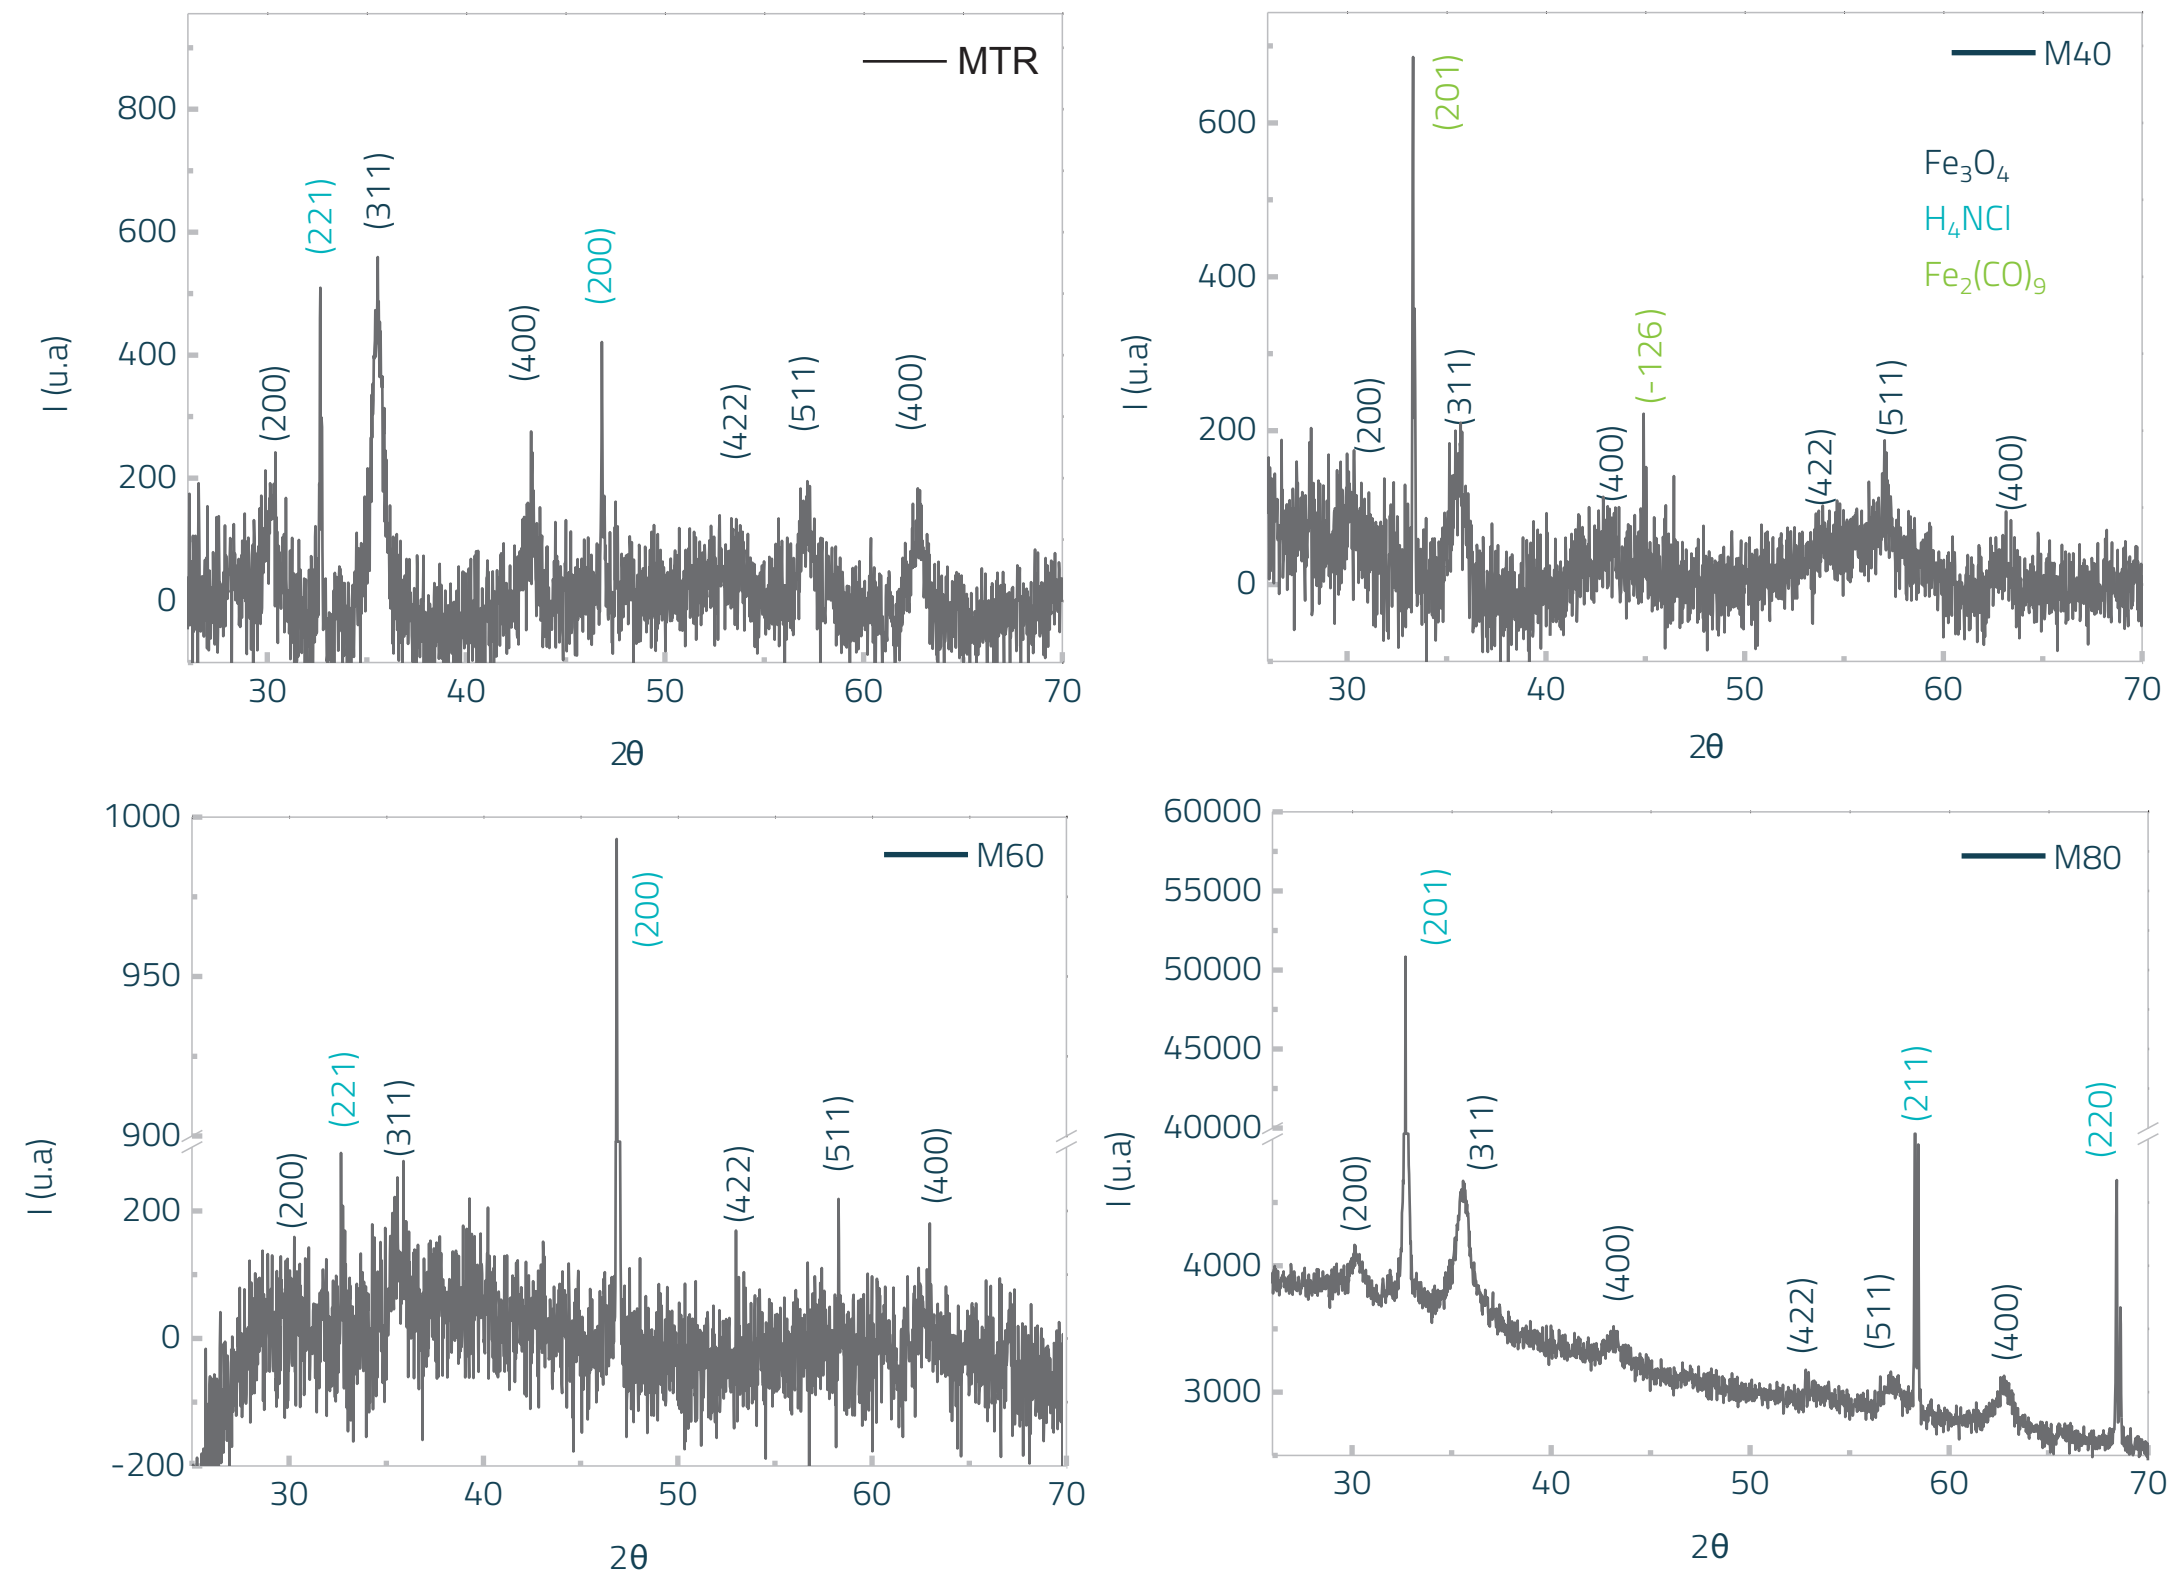 MTR
800
600
400
200
0
I (u.a)
(200)
(221)
(311)
(400)
(200)
(422)
(511)
(400)
30 40 50 60 70
2θ
M40
Fe₃O₄
H₄NCl
Fe₂(CO)₉
600
400
200
0
I (u.a)
(200)
(201)
(311)
(400)
(-126)
(422)
(511)
(400)
30 40 50 60 70
2θ
M60
1000
950
900
200
0
-200
I (u.a)
(200)
(221)
(311)
(200)
(422)
(511)
(400)
30 40 50 60 70
2θ
M80
60000
55000
50000
45000
40000
4000
3000
I (u.a)
(200)
(201)
(311)
(400)
(422)
(511)
(211)
(400)
(220)
30 40 50 60 70
2θ